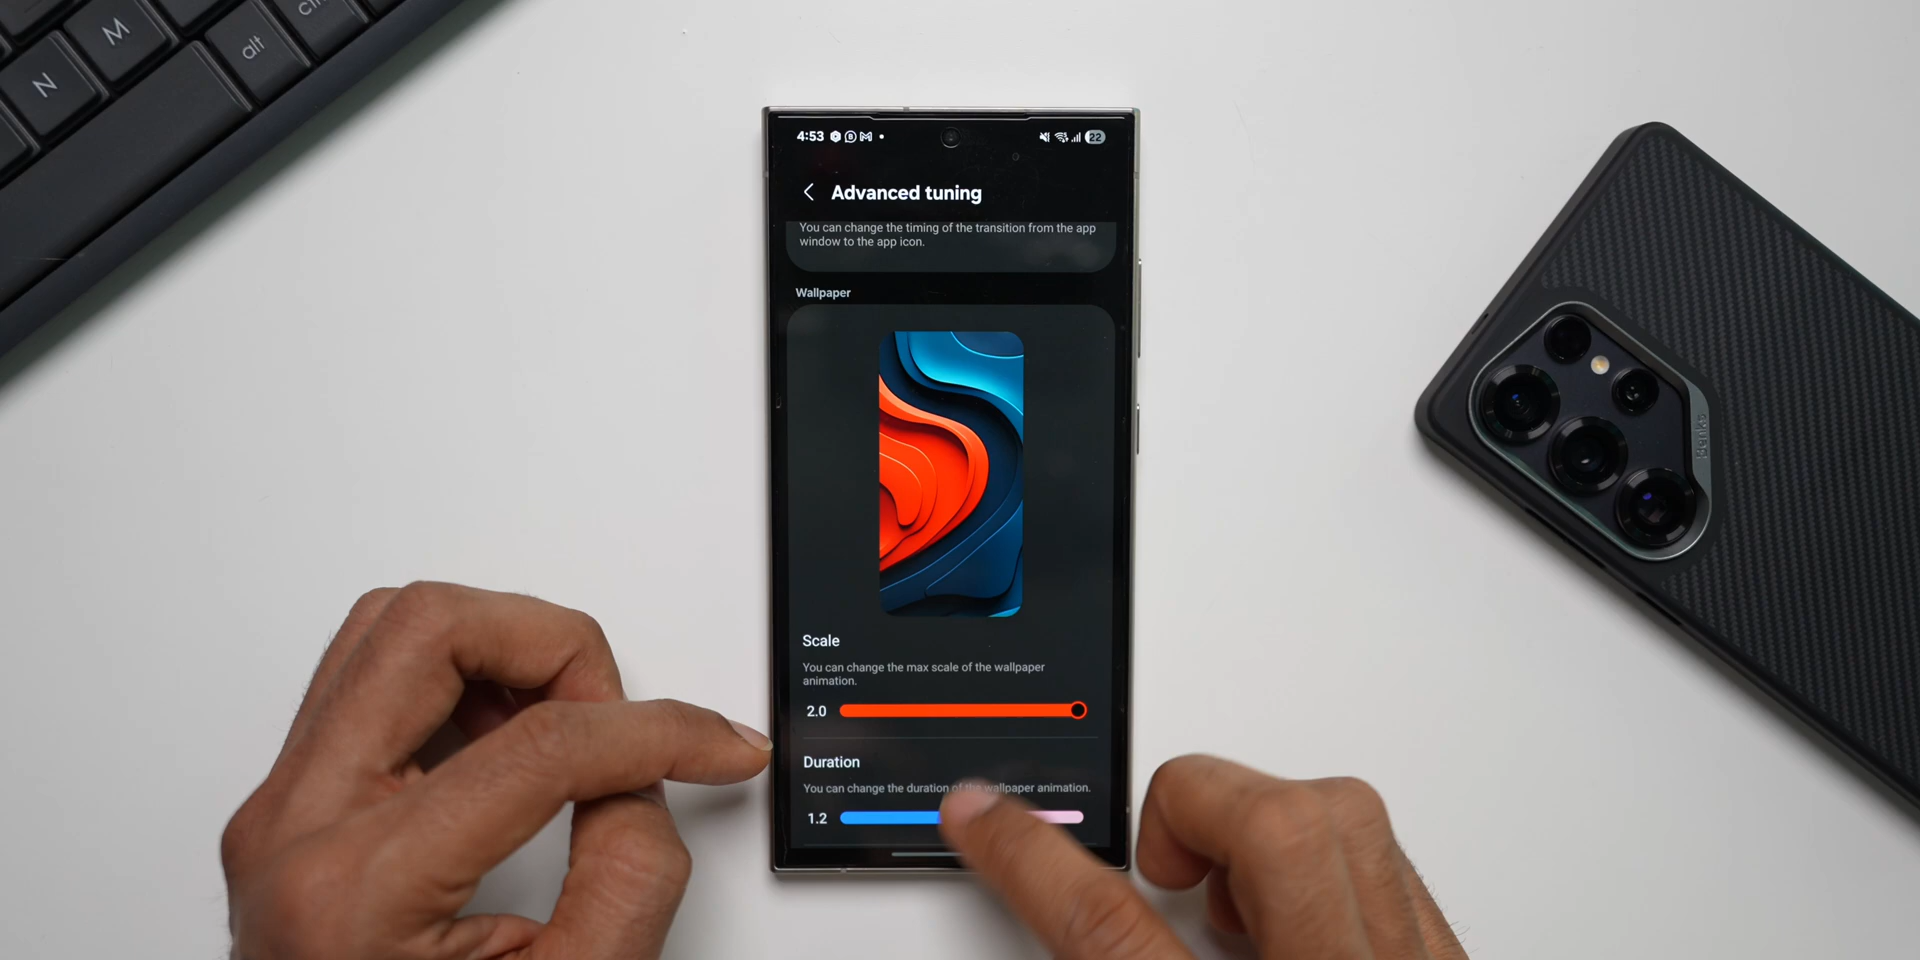 M
N
alt
4:53
22
Advanced tuning
You can change the timing of the transition from the app
window to the app icon.
Wallpaper
Scale
You can change the max scale of the wallpaper
animation.
2.0
Duration
You can change the duration of the wallpaper animation.
1.2